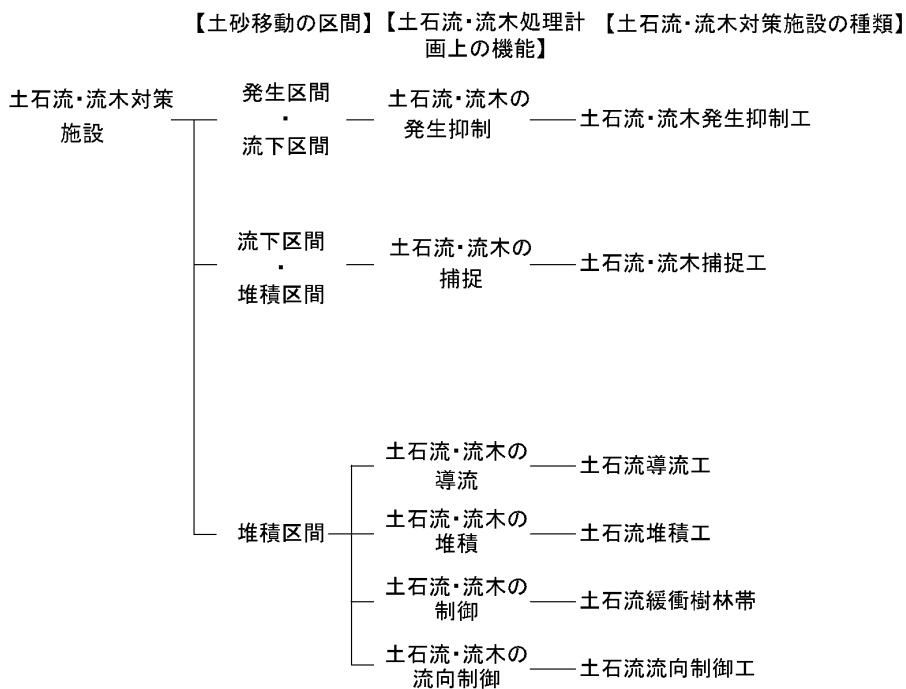 【土砂移動の区間】
【土石流・流木処理計
画上の機能】
【土石流・流木対策施設の種類】
土石流・流木対策
施設
発生区間
・
流下区間
土石流・流木の
発生抑制
土石流・流木発生抑制工
流下区間
・
堆積区間
土石流・流木の
捕捉
土石流・流木捕捉工
堆積区間
土石流・流木の
導流
土石流導流工
土石流・流木の
堆積
土石流堆積工
土石流・流木の
制御
土石流緩衝樹林帯
土石流・流木の
流向制御
土石流流向制御工